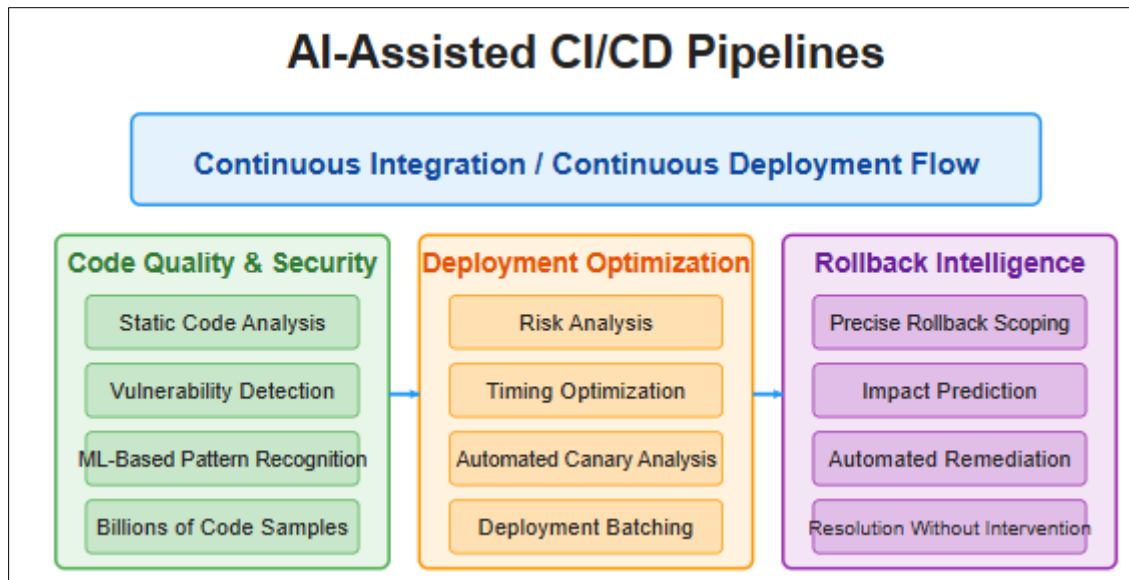 AI-Assisted CI/CD Pipelines
Continuous Integration / Continuous Deployment Flow
Code Quality & Security
Static Code Analysis
Vulnerability Detection
ML-Based Pattern Recognition
Billions of Code Samples
Deployment Optimization
Risk Analysis
Timing Optimization
Automated Canary Analysis
Deployment Batching
Rollback Intelligence
Precise Rollback Scoping
Impact Prediction
Automated Remediation
Resolution Without Intervention